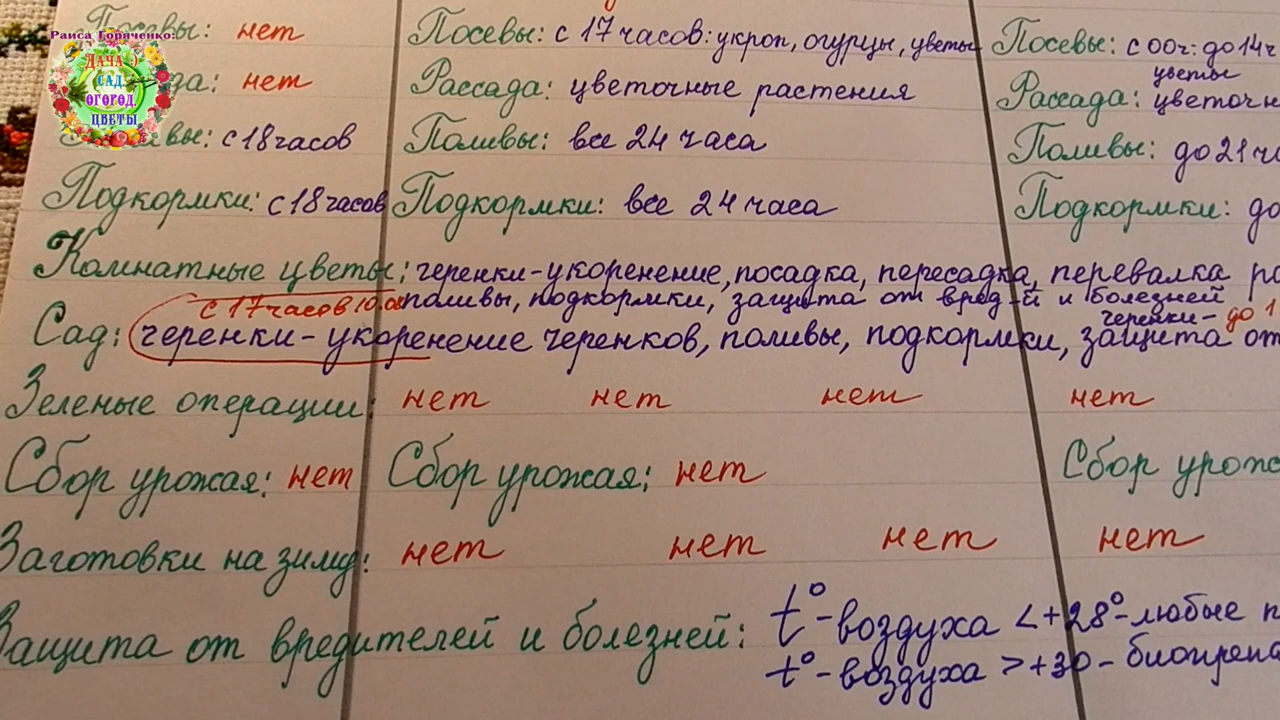 Раиса Горяченко:
Дача :)
САД,
ОГОРОД,
ЦВЕТЫ
Посевы: нет
нет
с 18 часов
Подкормки: с 18 часов
Посевы: с 17 часов: укроп, огурцы, цветы
Рассада: цветочные растения
Поливы: все 24 часа
Подкормки: все 24 часа
Посевы: с 00ч: до 14ч
цветы
Рассада: цветочн
Поливы: до 21 ча
Подкормки: до
Комнатные цветы: черенки-укоренение, посадка, пересадка, перевалка
с 17 часов поливы, подкормки, защита от вред-й и болезней
черенки- до 1
Сад: черенки-укоренение черенков, поливы, подкормки, защита от
Зеленые операции: нет нет нет нет
Сбор урожая: нет Сбор урожая: нет Сбор урож
Заготовки на зиму: нет нет нет нет
Защита от вредителей и болезней: t°-воздуха <+28°-любые п
t°-воздуха >+30-биопрепа